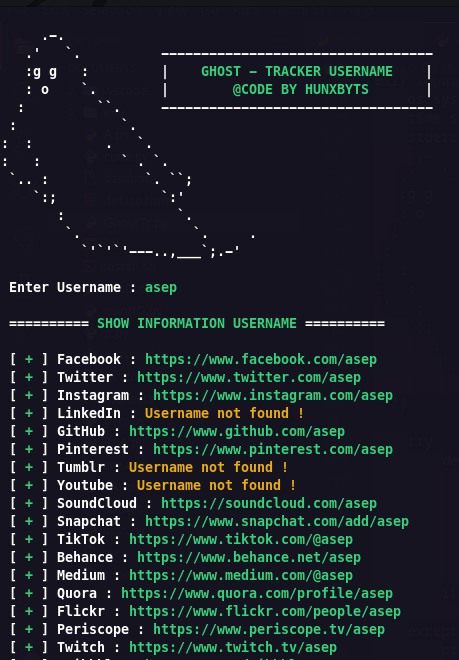 GHOST - TRACKER USERNAME
@CODE BY HUNXBYTS
Enter Username : asep
========== SHOW INFORMATION USERNAME ==========
[ + ] Facebook : https://www.facebook.com/asep
[ + ] Twitter : https://www.twitter.com/asep
[ + ] Instagram : https://www.instagram.com/asep
[ + ] LinkedIn : Username not found !
[ + ] GitHub : https://www.github.com/asep
[ + ] Pinterest : https://www.pinterest.com/asep
[ + ] Tumblr : Username not found !
[ + ] Youtube : Username not found !
[ + ] SoundCloud : https://soundcloud.com/asep
[ + ] Snapchat : https://www.snapchat.com/add/asep
[ + ] TikTok : https://www.tiktok.com/@asep
[ + ] Behance : https://www.behance.net/asep
[ + ] Medium : https://www.medium.com/@asep
[ + ] Quora : https://www.quora.com/profile/asep
[ + ] Flickr : https://www.flickr.com/people/asep
[ + ] Periscope : https://www.periscope.tv/asep
[ + ] Twitch : https://www.twitch.tv/asep